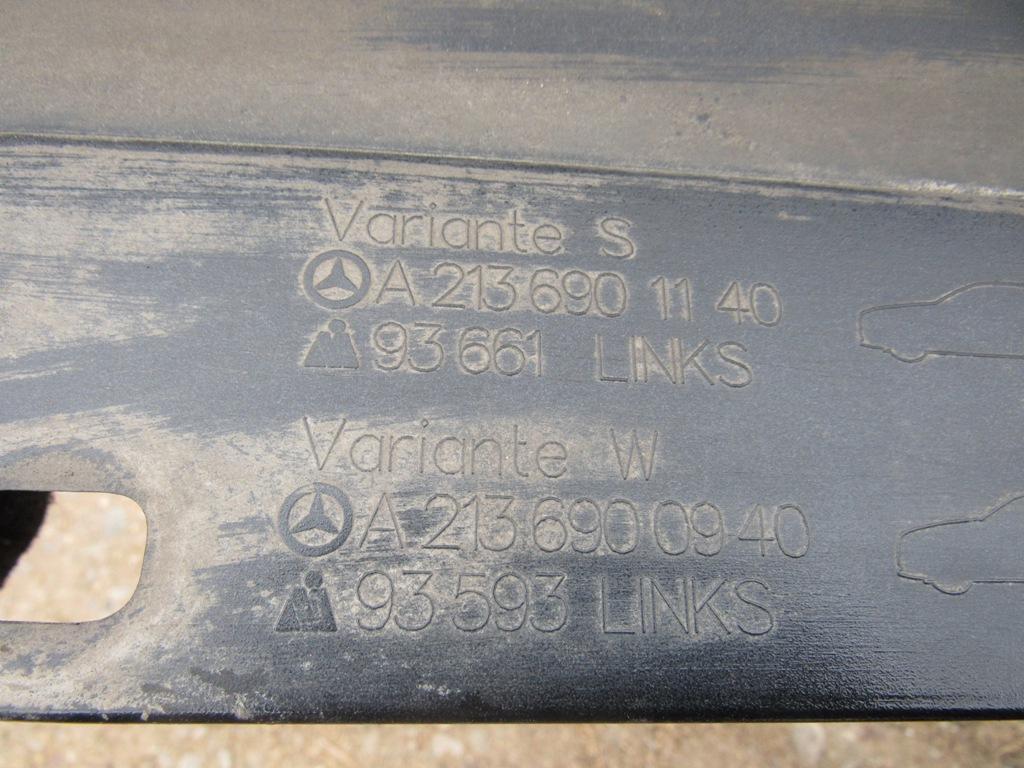 Variante S
A 213 690 11 40
93 661 LINKS
Variante W
A 213 690 09 40
93 593 LINKS